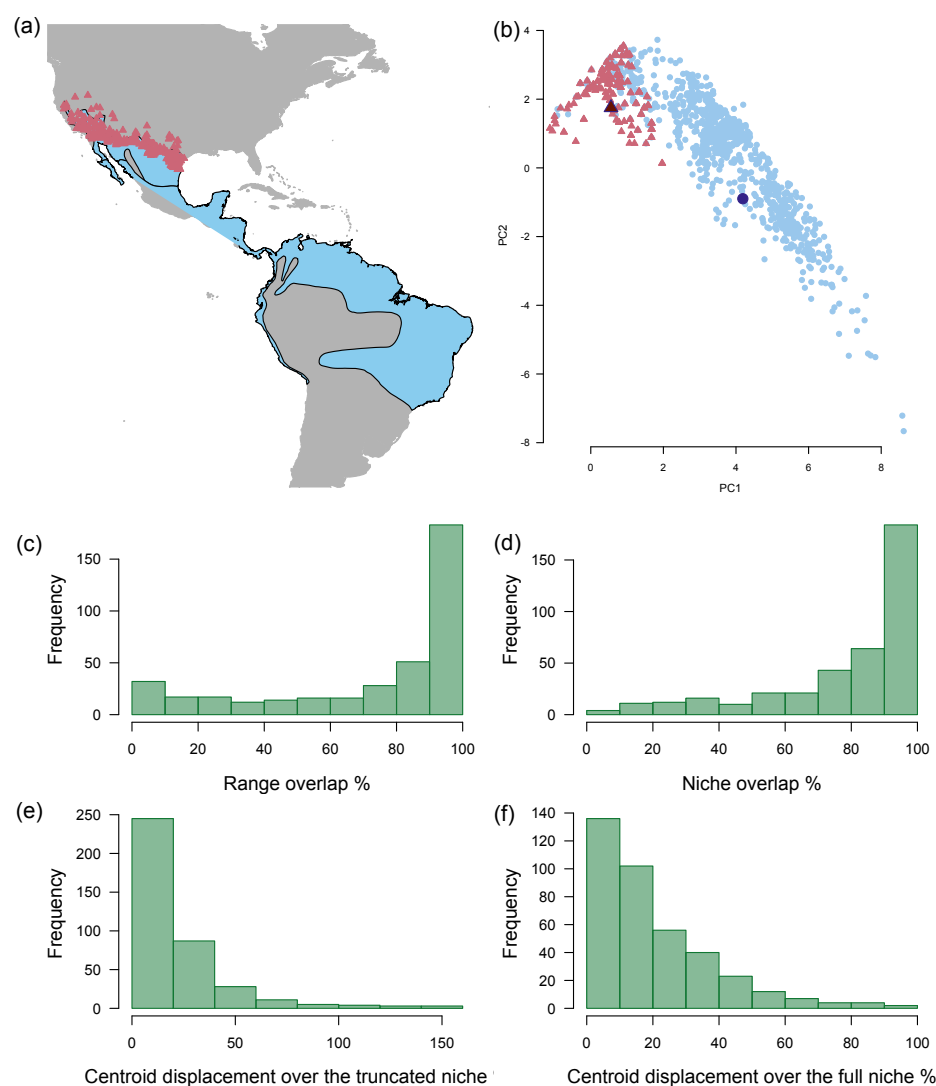 (a)
(b)
4
2
0
-2
-4
-6
-8
PC2
0 2 4 6 8
PC1
(c)
150
100
50
0
Frequency
0 20 40 60 80 100
Range overlap %
(d)
150
100
50
0
Frequency
0 20 40 60 80 100
Niche overlap %
(e)
250
200
150
100
50
0
Frequency
0 50 100 150
Centroid displacement over the truncated niche
(f)
140
120
100
80
60
40
20
0
Frequency
0 20 40 60 80 100
Centroid displacement over the full niche %